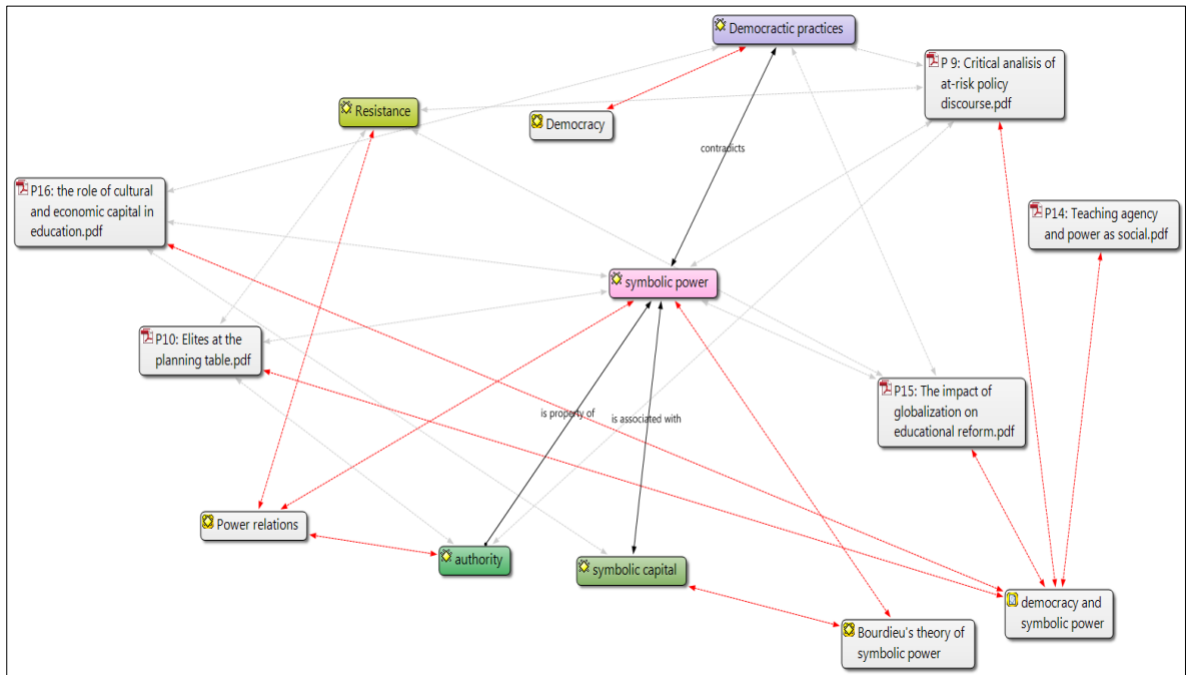 Democractic practices
P 9: Critical analisis of
at-risk policy
discourse.pdf
Resistance
Democracy
contradicts
P16: the role of cultural
and economic capital in
education.pdf
P14: Teaching agency
and power as social.pdf
symbolic power
P10: Elites at the
planning table.pdf
P15: The impact of
globalization on
educational reform.pdf
is property of
is associated with
Power relations
authority
symbolic capital
democracy and
symbolic power
Bourdieu's theory of
symbolic power